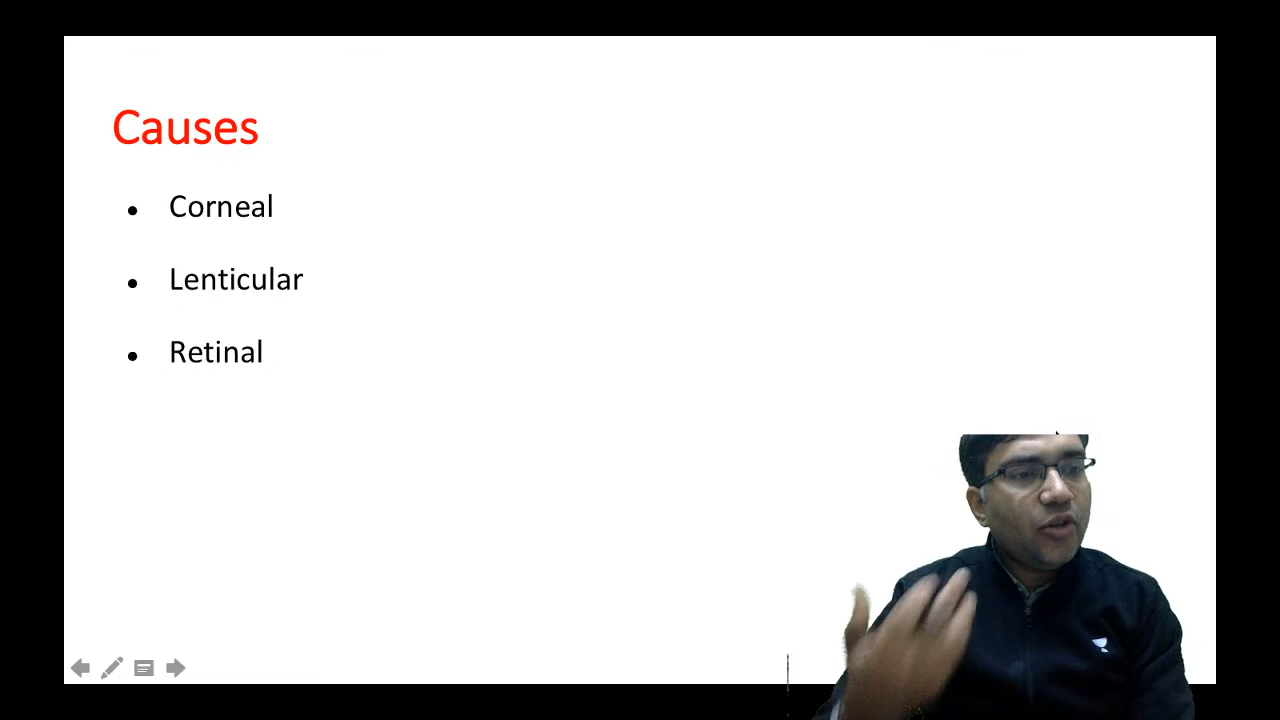 Causes
• Corneal
• Lenticular
• Retinal